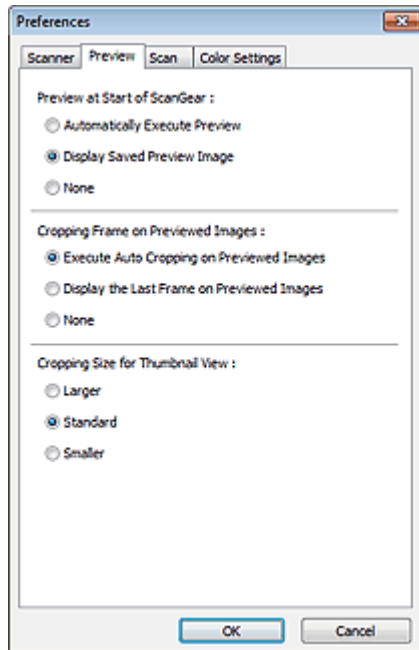 Preferences
Scanner Preview Scan Color Settings
Preview at Start of ScanGear :
Automatically Execute Preview
Display Saved Preview Image
None
Cropping Frame on Previewed Images :
Execute Auto Cropping on Previewed Images
Display the Last Frame on Previewed Images
None
Cropping Size for Thumbnail View :
Larger
Standard
Smaller
OK Cancel